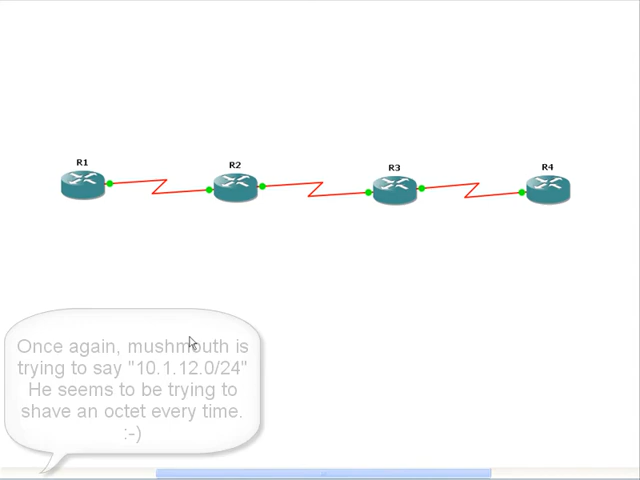 R1
R2
R3
R4
Once again, mushmouth is
trying to say "10.1.12.0/24"
He seems to be trying to
shave an octet every time.
:-)